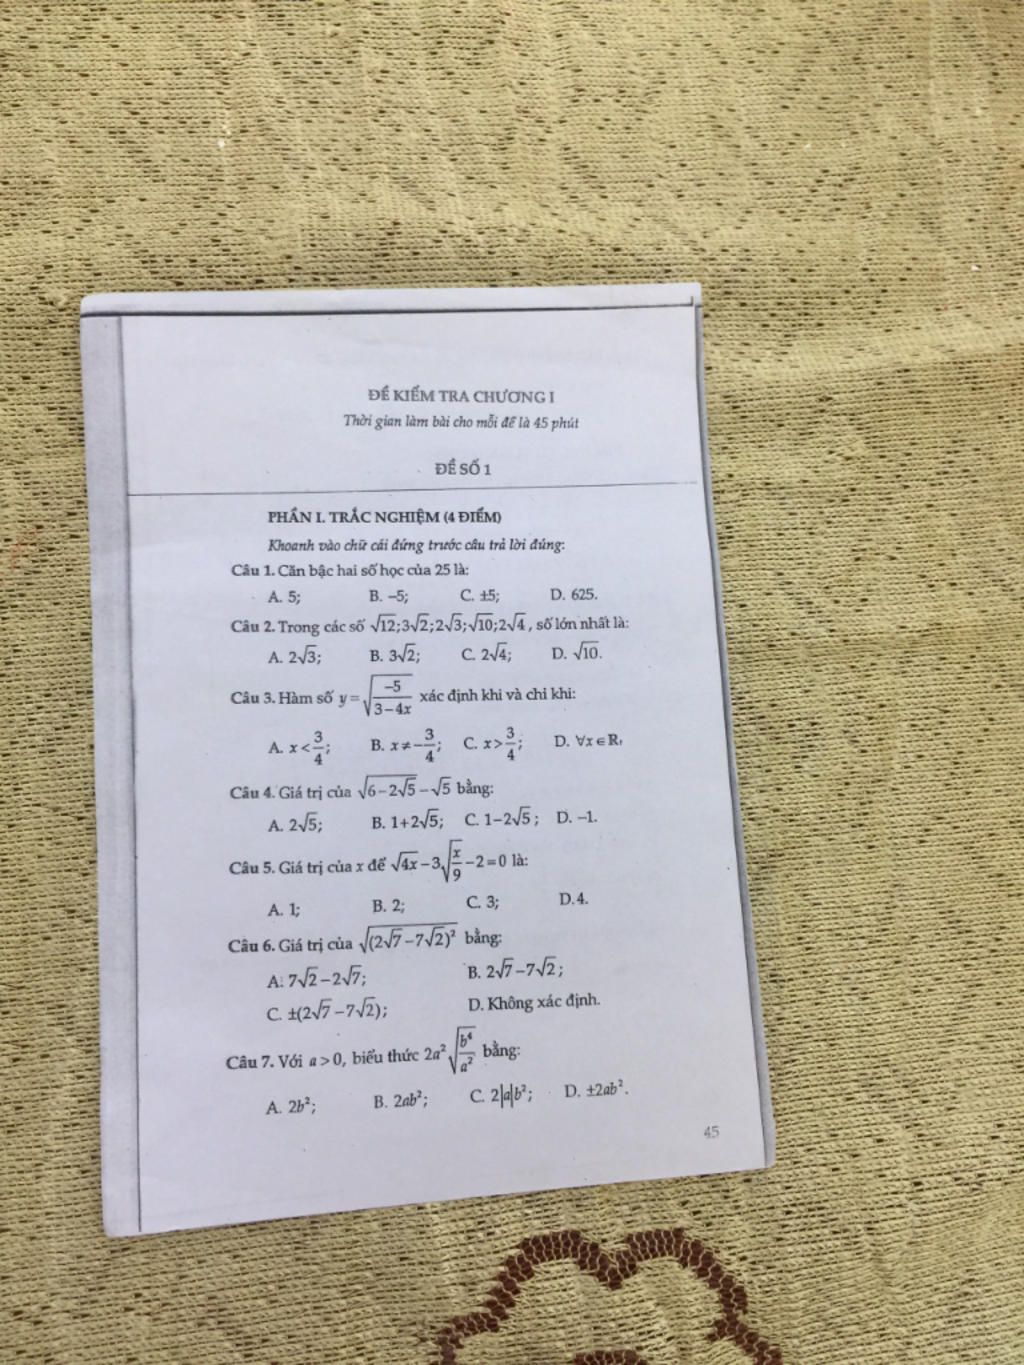 ĐỀ KIỂM TRA CHƯƠNG I
Thời gian làm bài cho mỗi đề là 45 phút
ĐỀ SỐ 1
PHẦN I. TRẮC NGHIỆM (4 ĐIỂM)
Khoanh vào chữ cái đứng trước câu trả lời đúng:
Câu 1. Căn bậc hai số học của 25 là:
A. 5; B. –5; C. ±5; D. 625.
Câu 2. Trong các số √12; 3√2; 2√3; √10; 2√4, số lớn nhất là:
A. 2√3; B. 3√2; C. 2√4; D. √10.
Câu 3. Hàm số y = √(−5/(3−4x)) xác định khi và chỉ khi:
A. x < 3/4; B. x ≠ −3/4; C. x > 3/4; D. ∀x ∈ ℝ.
Câu 4. Giá trị của √(6−2√5) − √5 bằng:
A. 2√5; B. 1+2√5; C. 1−2√5; D. −1.
Câu 5. Giá trị của x để √(4x) − 3√(x/9) − 2 = 0 là:
A. 1; B. 2; C. 3; D. 4.
Câu 6. Giá trị của √((2√7−7√2)²) bằng:
A. 7√2−2√7; B. 2√7−7√2;
C. ±(2√7−7√2); D. Không xác định.
Câu 7. Với a > 0, biểu thức 2a²√(b⁴/a²) bằng:
A. 2b²; B. 2ab²; C. 2|a|b²; D. ±2ab².
45